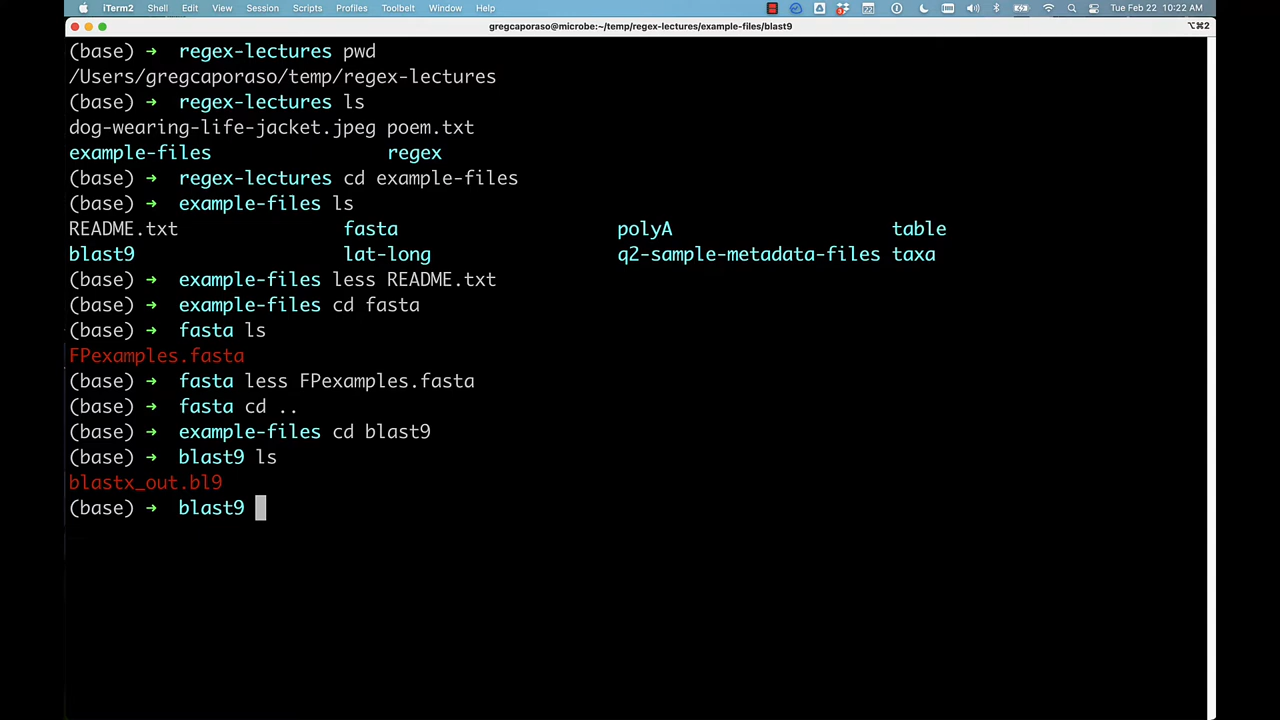 iTerm2 Shell Edit View Session Scripts Profiles Toolbelt Window Help Tue Feb 22 10:22 AM
gregcaporaso@microbe:~/temp/regex-lectures/example-files/blast9 ⌥⌘2
(base) → regex-lectures pwd
/Users/gregcaporaso/temp/regex-lectures
(base) → regex-lectures ls
dog-wearing-life-jacket.jpeg poem.txt
example-files regex
(base) → regex-lectures cd example-files
(base) → example-files ls
README.txt fasta polyA table
blast9 lat-long q2-sample-metadata-files taxa
(base) → example-files less README.txt
(base) → example-files cd fasta
(base) → fasta ls
FPexamples.fasta
(base) → fasta less FPexamples.fasta
(base) → fasta cd ..
(base) → example-files cd blast9
(base) → blast9 ls
blastx_out.bl9
(base) → blast9